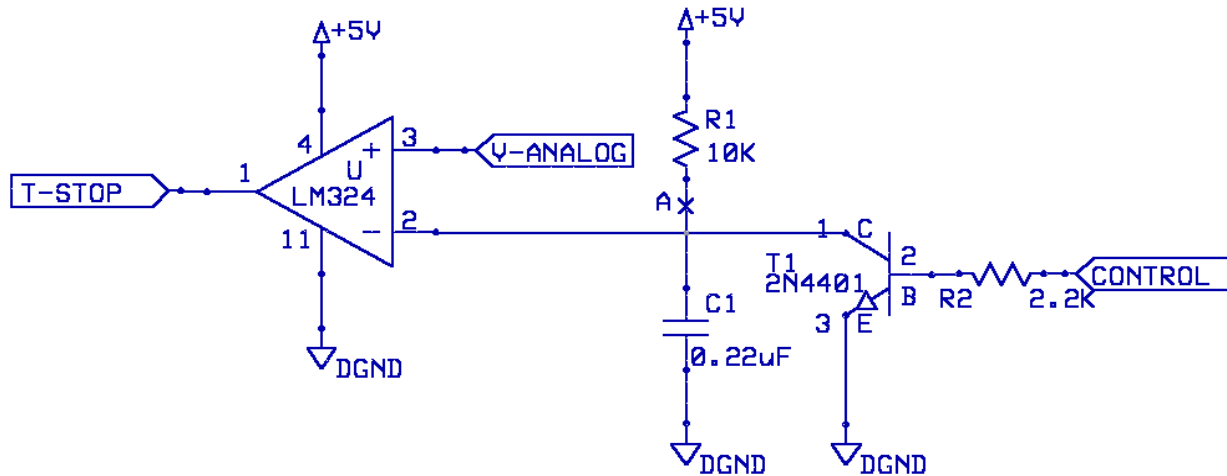 +5V
+5V
4
3
+
U
LM324
V-ANALOG
R1
10K
A
1
T-STOP
2
-
11
1
C
T1
2N4401
2
B
R2
2.2K
CONTROL
3
E
C1
0.22uF
DGND
DGND
DGND